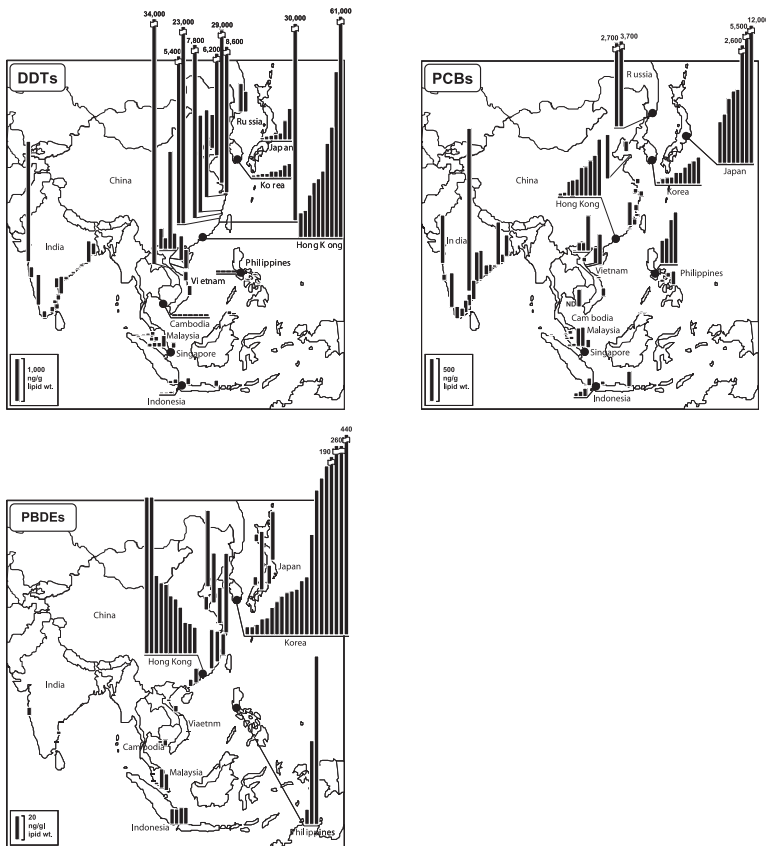 34,000
23,000
7,800
5,400
29,000
6,200
8,600
30,000
61,000
DDTs
Ru ssia
Jap an
China
Ko rea
India
Hong K ong
Philippines
Vi etnam
Cambodia
Malaysia
Singapore
Indonesia
1,000
ng/g
lipid wt.
12,000
5,500
2,600
2,700
3,700
PCBs
R ussia
China
Japan
Korea
Hong Kong
In dia
Vietnam
Philippines
ND
Cam bodia
Malaysia
Singapore
Indonesia
500
ng/g
lipid wt.
440
260
190
PBDEs
Japan
China
Korea
Hong Kong
India
Viaetnm
Cambodia
Malaysia
Indonesia
Philippines
20
ng/gl
ipid wt.